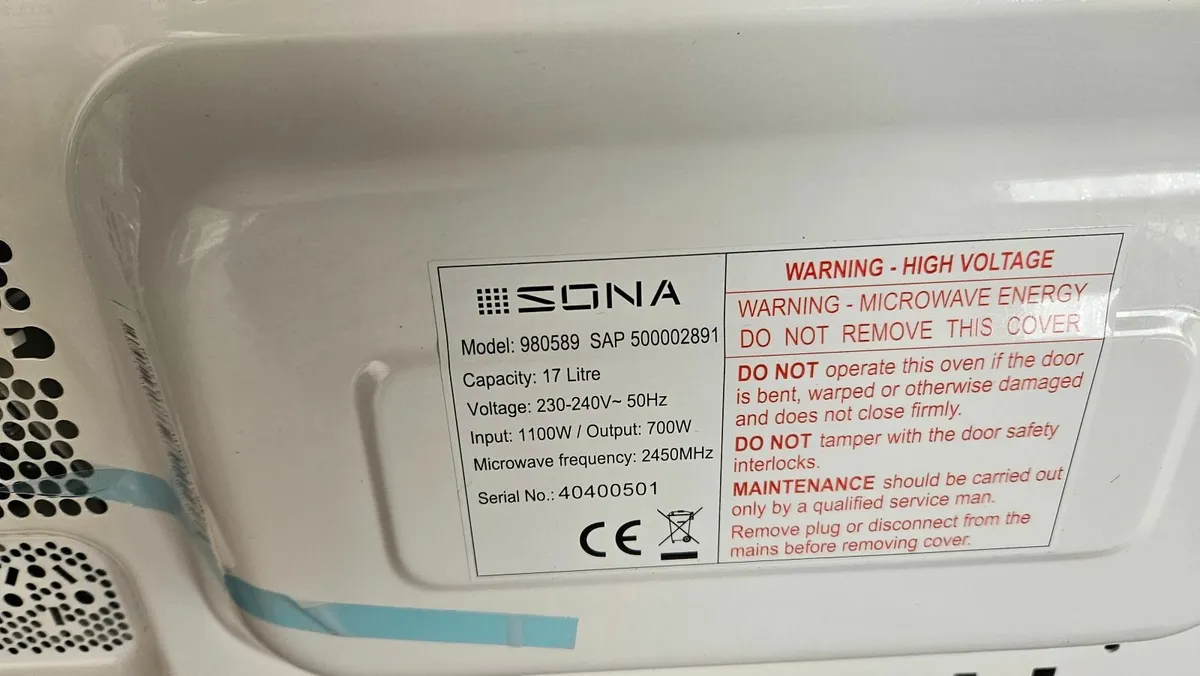 SONA
Model: 980589 SAP 500002891
Capacity: 17 Litre
Voltage: 230-240V~ 50Hz
Input: 1100W / Output: 700W
Microwave frequency: 2450MHz
Serial No.: 40400501
CE
WARNING - HIGH VOLTAGE
WARNING - MICROWAVE ENERGY
DO NOT REMOVE THIS COVER
DO NOT operate this oven if the door
is bent, warped or otherwise damaged
and does not close firmly.
DO NOT tamper with the door safety
interlocks.
MAINTENANCE should be carried out
only by a qualified service man.
Remove plug or disconnect from the
mains before removing cover.